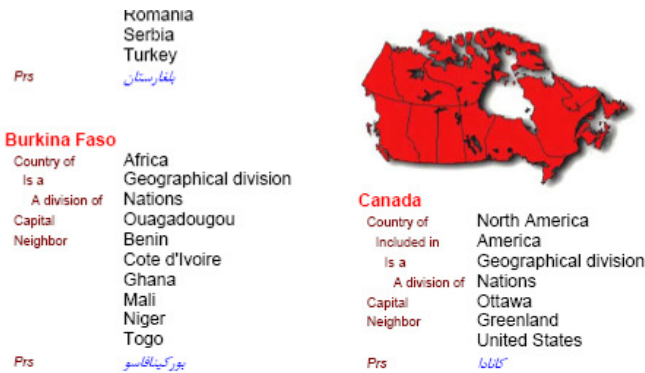 Romania
Serbia
Turkey
Prs بلغارستان
Burkina Faso
Country of Africa
Is a Geographical division
A division of Nations
Capital Ouagadougou
Neighbor Benin
Cote d'Ivoire
Ghana
Mali
Niger
Togo
Prs بورکینافاسو
Canada
Country of North America
Included in America
Is a Geographical division
A division of Nations
Capital Ottawa
Neighbor Greenland
United States
Prs کانادا